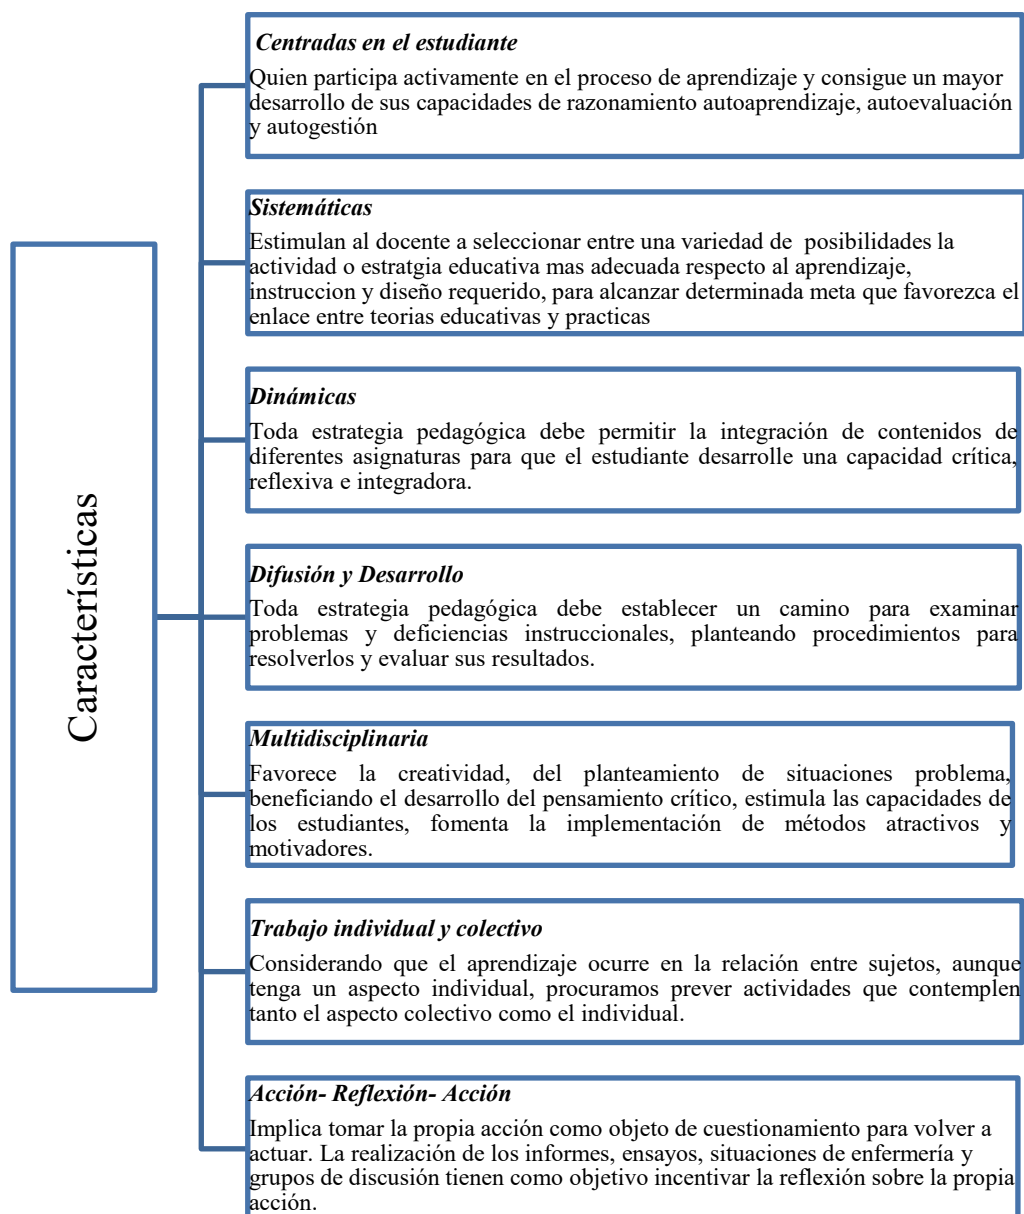 Características
Centradas en el estudiante
Quien participa activamente en el proceso de aprendizaje y consigue un mayor
desarrollo de sus capacidades de razonamiento autoaprendizaje, autoevaluación
y autogestión
Sistemáticas
Estimulan al docente a seleccionar entre una variedad de posibilidades la
actividad o estratgia educativa mas adecuada respecto al aprendizaje,
instruccion y diseño requerido, para alcanzar determinada meta que favorezca el
enlace entre teorias educativas y practicas
Dinámicas
Toda estrategia pedagógica debe permitir la integración de contenidos de
diferentes asignaturas para que el estudiante desarrolle una capacidad crítica,
reflexiva e integradora.
Difusión y Desarrollo
Toda estrategia pedagógica debe establecer un camino para examinar
problemas y deficiencias instruccionales, planteando procedimientos para
resolverlos y evaluar sus resultados.
Multidisciplinaria
Favorece la creatividad, del planteamiento de situaciones problema,
beneficiando el desarrollo del pensamiento crítico, estimula las capacidades de
los estudiantes, fomenta la implementación de métodos atractivos y
motivadores.
Trabajo individual y colectivo
Considerando que el aprendizaje ocurre en la relación entre sujetos, aunque
tenga un aspecto individual, procuramos prever actividades que contemplen
tanto el aspecto colectivo como el individual.
Acción- Reflexión- Acción
Implica tomar la propia acción como objeto de cuestionamiento para volver a
actuar. La realización de los informes, ensayos, situaciones de enfermería y
grupos de discusión tienen como objetivo incentivar la reflexión sobre la propia
acción.